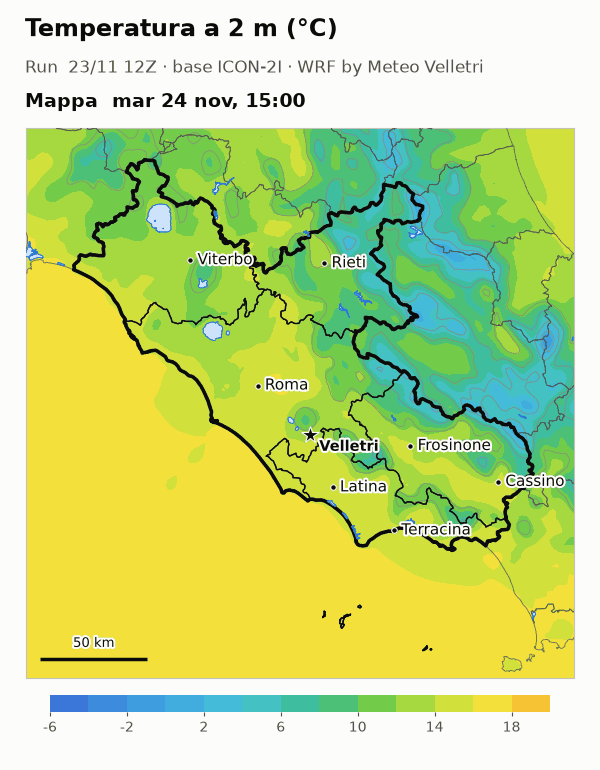 Temperatura a 2 m (°C)
Run  23/11 12Z · base ICON-2I · WRF by Meteo Velletri
Mappa  mar 24 nov, 15:00
Viterbo
Rieti
Roma
Velletri
Frosinone
Latina
Cassino
Terracina
50 km
-6 -2 2 6 10 14 18